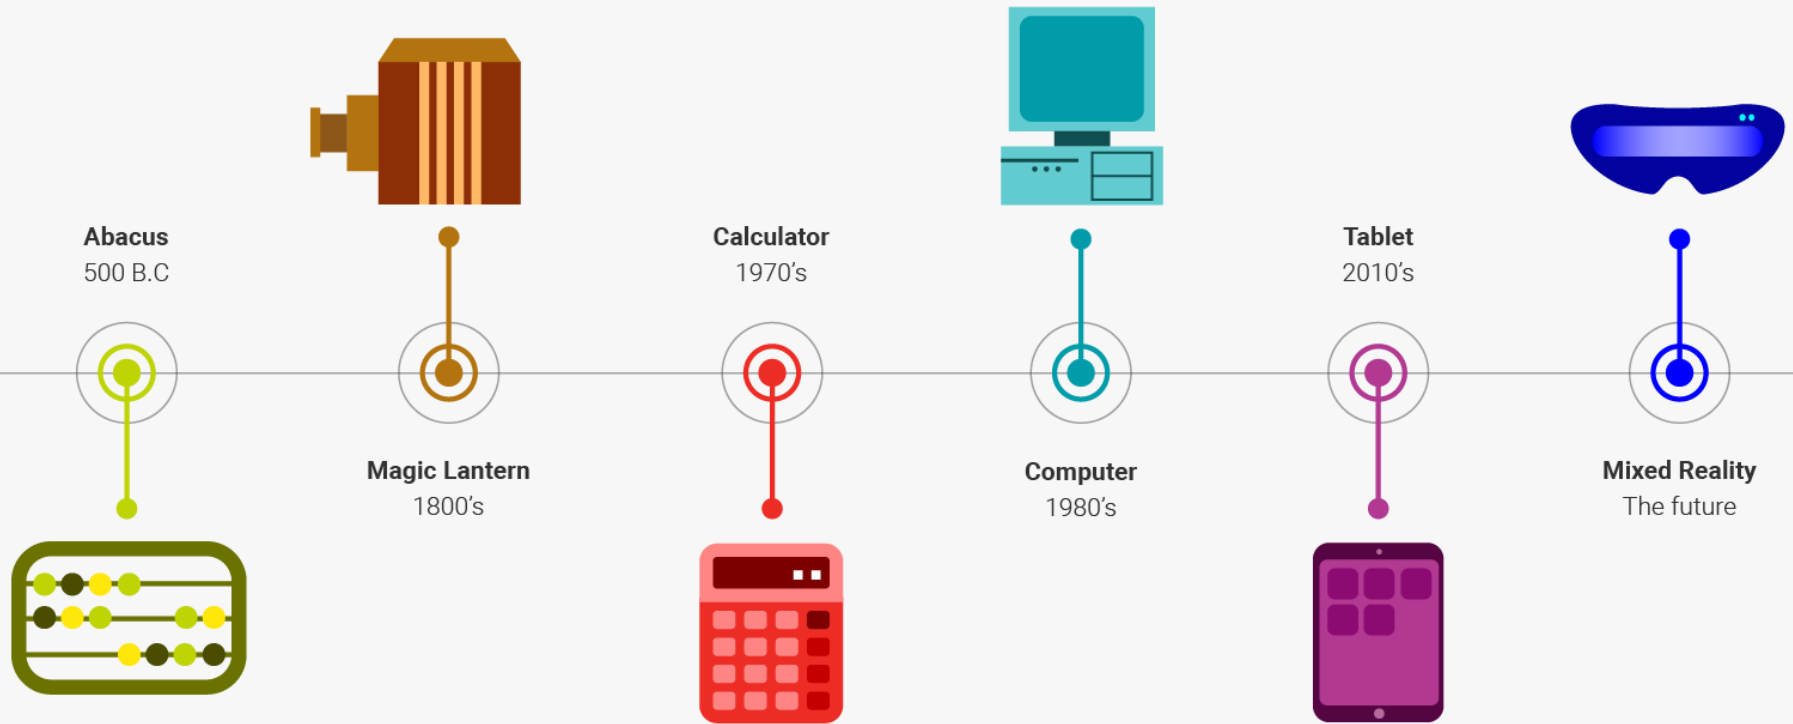 Abacus
500 B.C
Magic Lantern
1800’s
Calculator
1970’s
Computer
1980’s
Tablet
2010’s
Mixed Reality
The future